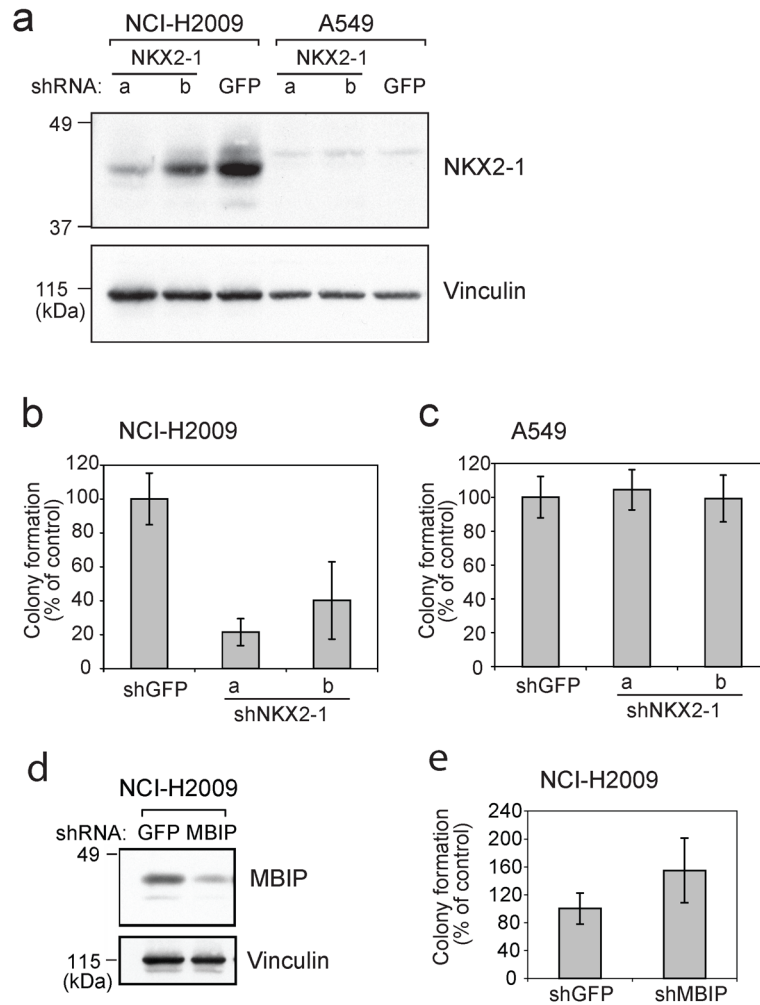 a
NCI-H2009 A549
NKX2-1 NKX2-1
shRNA: a b GFP a b GFP
49
NKX2-1
37
115
(kDa)
Vinculin
b
NCI-H2009
Colony formation
(% of control)
120
100
80
60
40
20
0
shGFP a b
shNKX2-1
c
A549
Colony formation
(% of control)
120
100
80
60
40
20
0
shGFP a b
shNKX2-1
d
NCI-H2009
shRNA: GFP MBIP
49
MBIP
115
(kDa)
Vinculin
e
NCI-H2009
Colony formation
(% of control)
240
200
160
120
80
40
0
shGFP shMBIP